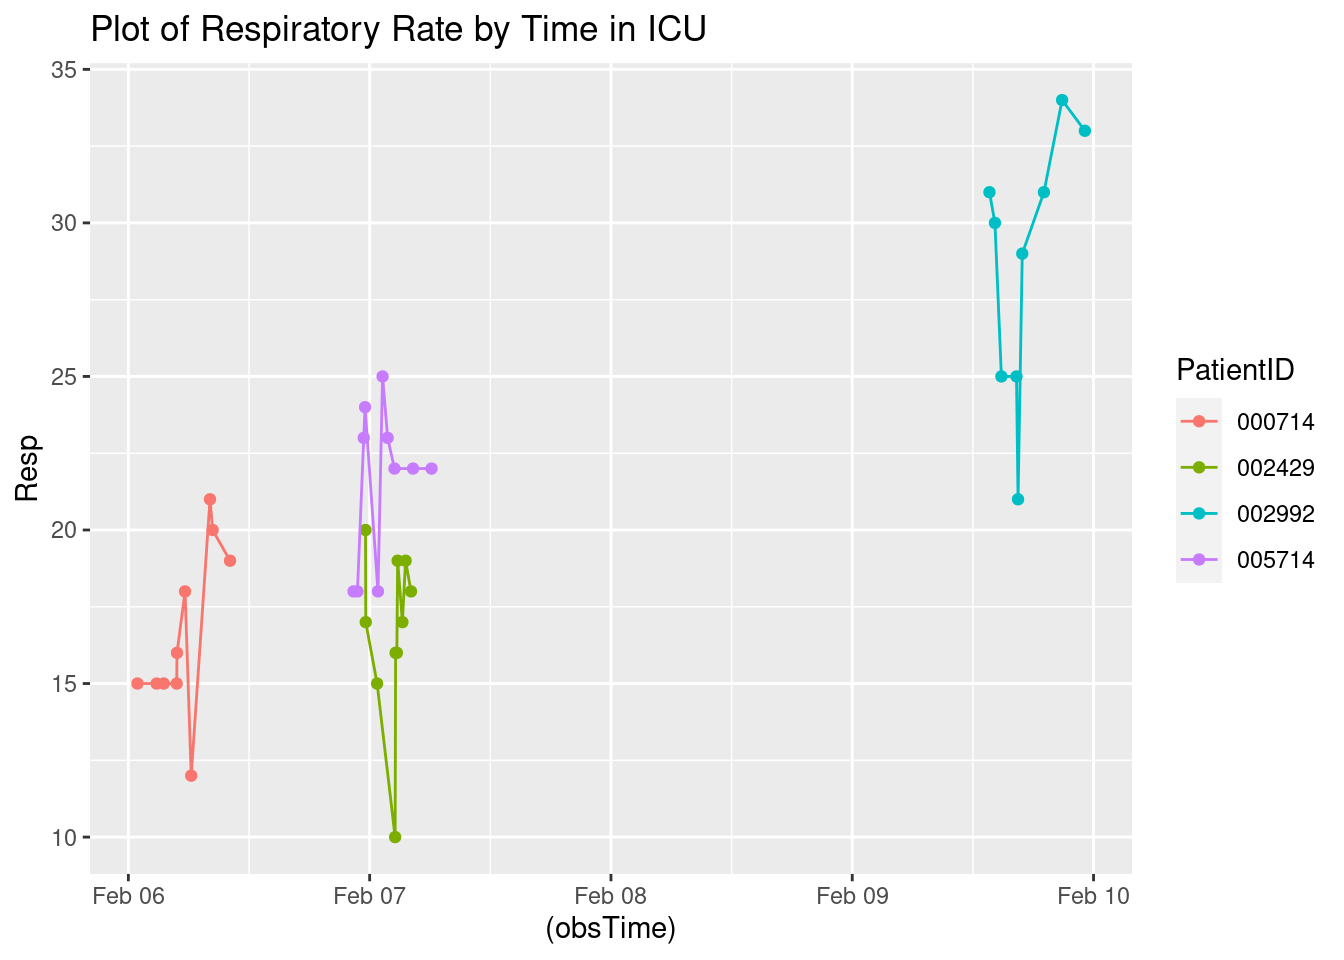 Plot of Respiratory Rate by Time in ICU
35
30
25
20
15
10
Resp
Feb 06
Feb 07
Feb 08
Feb 09
Feb 10
(obsTime)
PatientID
000714
002429
002992
005714